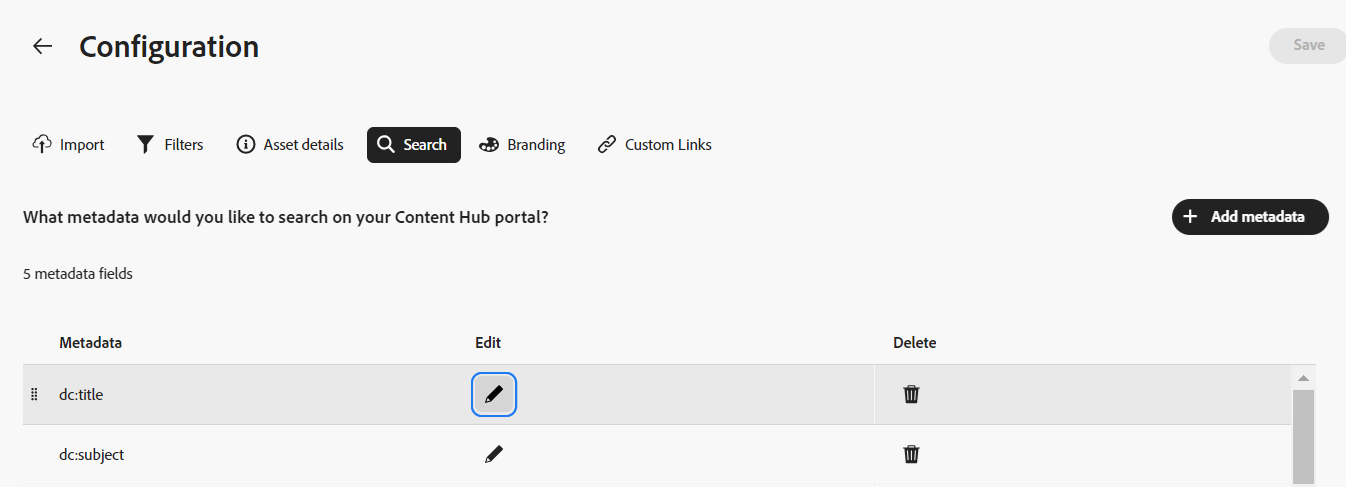 Configuration
Save
Import Filters Asset details Search Branding Custom Links
What metadata would you like to search on your Content Hub portal?
Add metadata
5 metadata fields
Metadata Edit Delete
dc:title
dc:subject